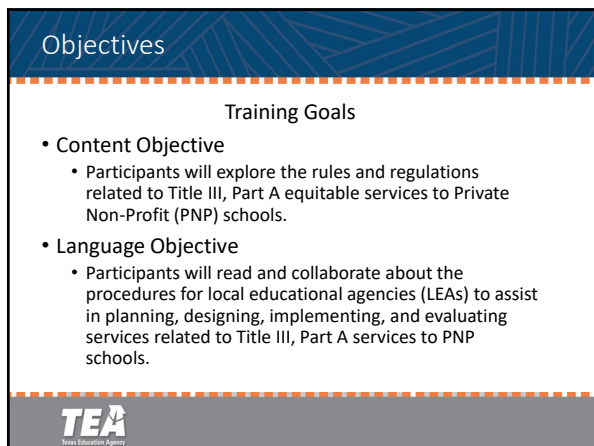 Objectives
Training Goals
• Content Objective
• Participants will explore the rules and regulations
related to Title III, Part A equitable services to Private
Non-Profit (PNP) schools.
• Language Objective
• Participants will read and collaborate about the
procedures for local educational agencies (LEAs) to assist
in planning, designing, implementing, and evaluating
services related to Title III, Part A services to PNP
schools.
TEA
Texas Education Agency